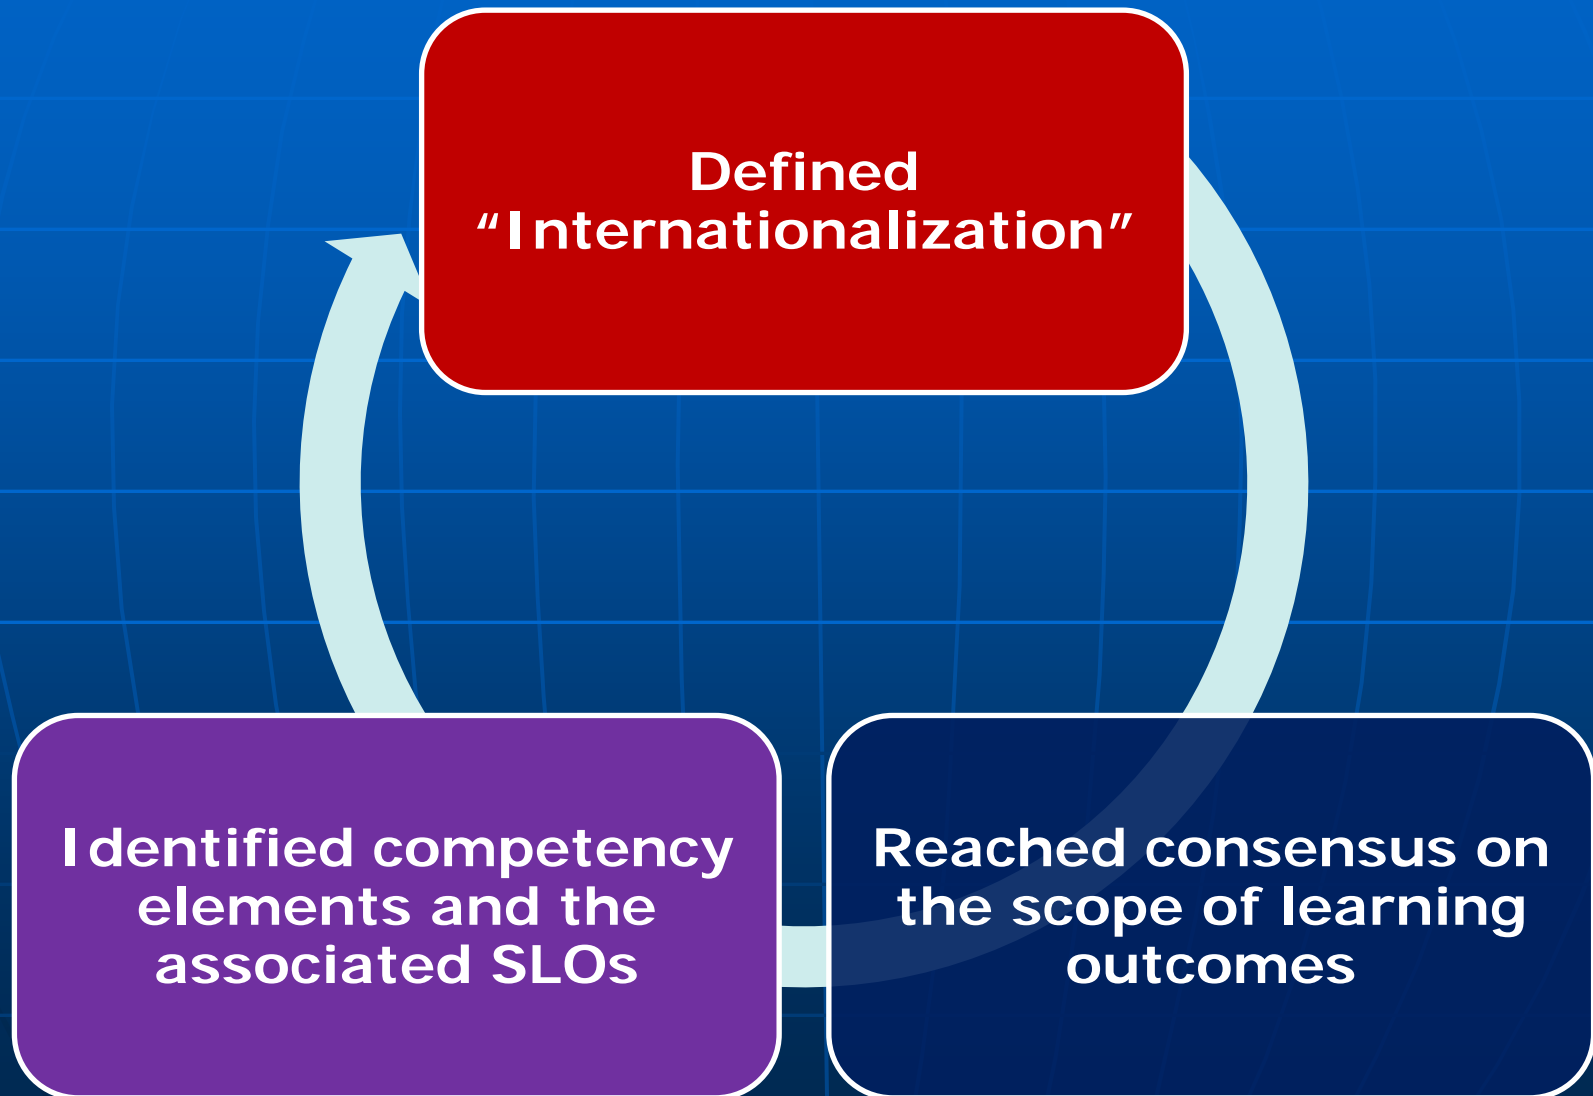 Defined
“Internationalization”
Identified competency
elements and the
associated SLOs
Reached consensus on
the scope of learning
outcomes